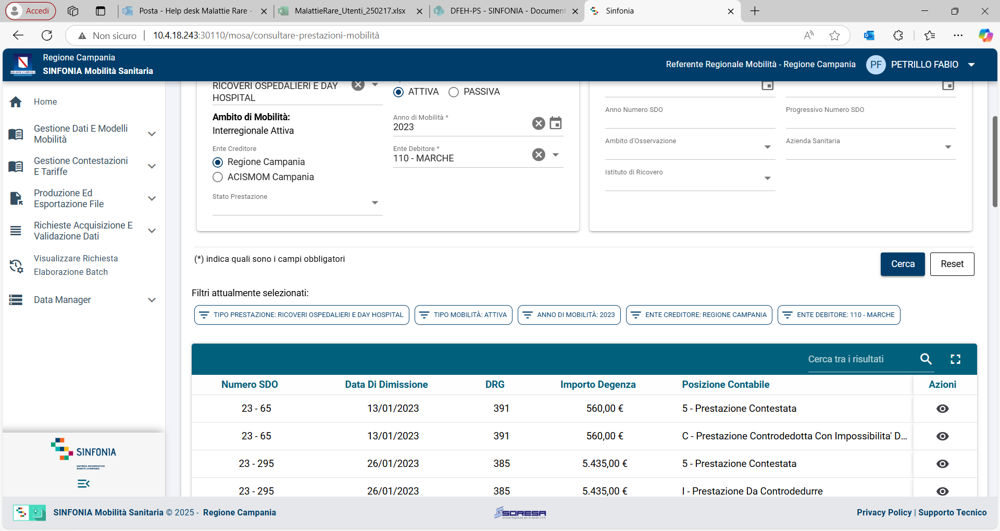 Accedi
Posta - Help desk Malattie Rare -
MalattieRare_Utenti_250217.xlsx
DFEH-PS - SINFONIA - Document
Sinfonia
Non sicuro
10.4.18.243:30110/mosa/consultare-prestazioni-mobilità
Regione Campania
SINFONIA Mobilità Sanitaria
Referente Regionale Mobilità - Regione Campania
PF
PETRILLO FABIO
Home
Gestione Dati E Modelli
Mobilità
Gestione Contestazioni
E Tariffe
Produzione Ed
Esportazione File
Richieste Acquisizione E
Validazione Dati
Visualizzare Richiesta
Elaborazione Batch
Data Manager
SINFONIA
SISTEMA INFORMATIVO
SANITÀ CAMPANIA
RICOVERI OSPEDALIERI E DAY
HOSPITAL
ATTIVA
PASSIVA
Ambito di Mobilità:
Interregionale Attiva
Anno di Mobilità *
2023
Ente Creditore
Regione Campania
ACISMOM Campania
Ente Debitore *
110 - MARCHE
Stato Prestazione
Anno Numero SDO
Progressivo Numero SDO
Ambito d'Osservazione
Azienda Sanitaria
Istituto di Ricovero
(*) indica quali sono i campi obbligatori
Cerca
Reset
Filtri attualmente selezionati:
TIPO PRESTAZIONE: RICOVERI OSPEDALIERI E DAY HOSPITAL
TIPO MOBILITÀ: ATTIVA
ANNO DI MOBILITÀ: 2023
ENTE CREDITORE: REGIONE CAMPANIA
ENTE DEBITORE: 110 - MARCHE
Cerca tra i risultati
Numero SDO Data Di Dimissione DRG Importo Degenza Posizione Contabile Azioni
23 - 65 13/01/2023 391 560,00 € 5 - Prestazione Contestata
23 - 65 13/01/2023 391 560,00 € C - Prestazione Controdedotta Con Impossibilita' D...
23 - 295 26/01/2023 385 5.435,00 € 5 - Prestazione Contestata
23 - 295 26/01/2023 385 5.435,00 € I - Prestazione Da Controdedurre
SINFONIA Mobilità Sanitaria © 2025 - Regione Campania
SORESA
Società Regionale per la Sanità S.P.A.
Privacy Policy | Supporto Tecnico